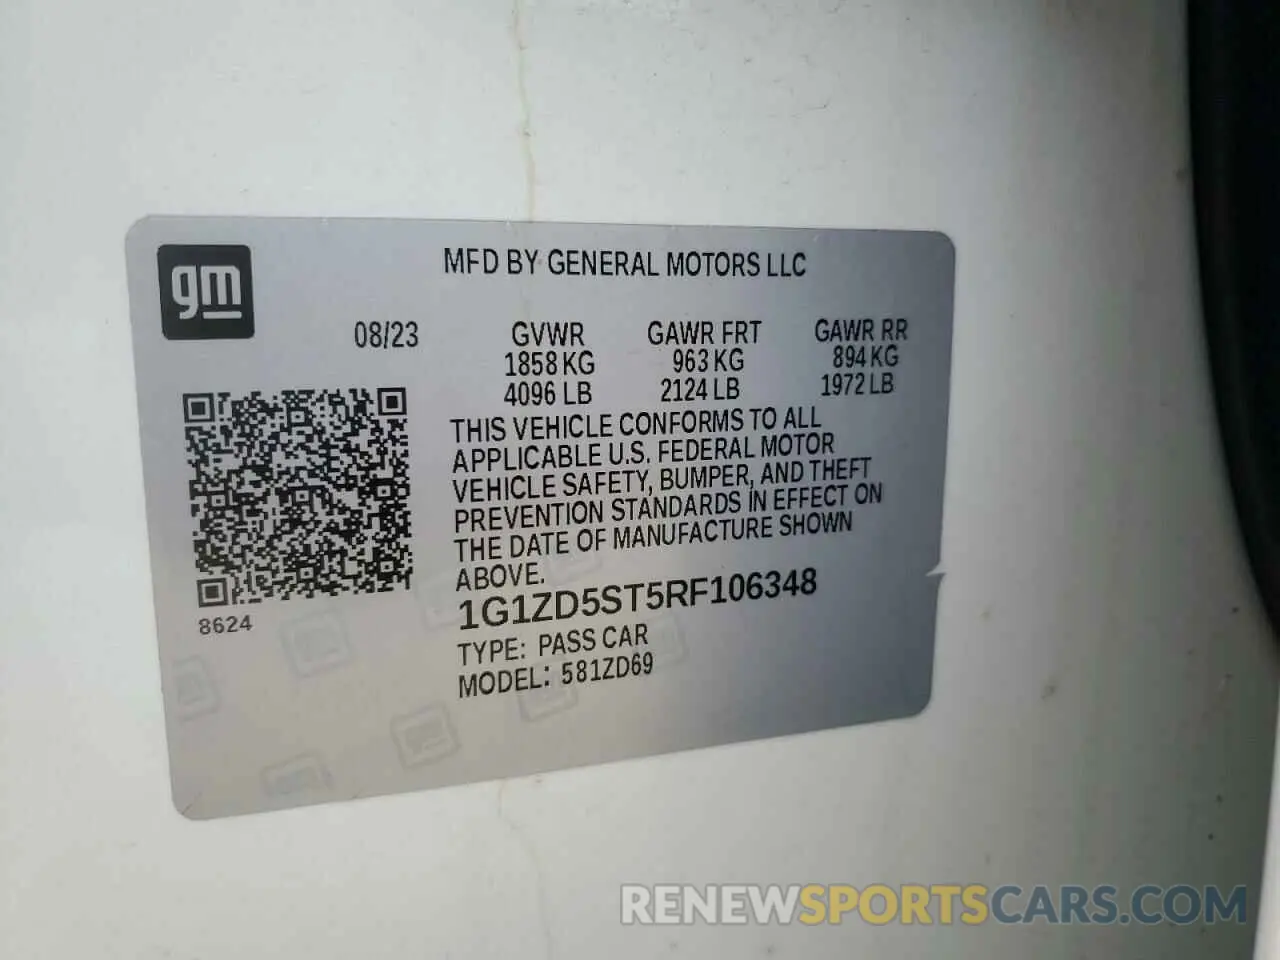 gm
MFD BY GENERAL MOTORS LLC
08/23 GVWR GAWR FRT GAWR RR
1858 KG 963 KG 894 KG
4096 LB 2124 LB 1972 LB
THIS VEHICLE CONFORMS TO ALL
APPLICABLE U.S. FEDERAL MOTOR
VEHICLE SAFETY, BUMPER, AND THEFT
PREVENTION STANDARDS IN EFFECT ON
THE DATE OF MANUFACTURE SHOWN
ABOVE.
8624
1G1ZD5ST5RF106348
TYPE: PASS CAR
MODEL: 581ZD69
RENEWSPORTSCARS.COM